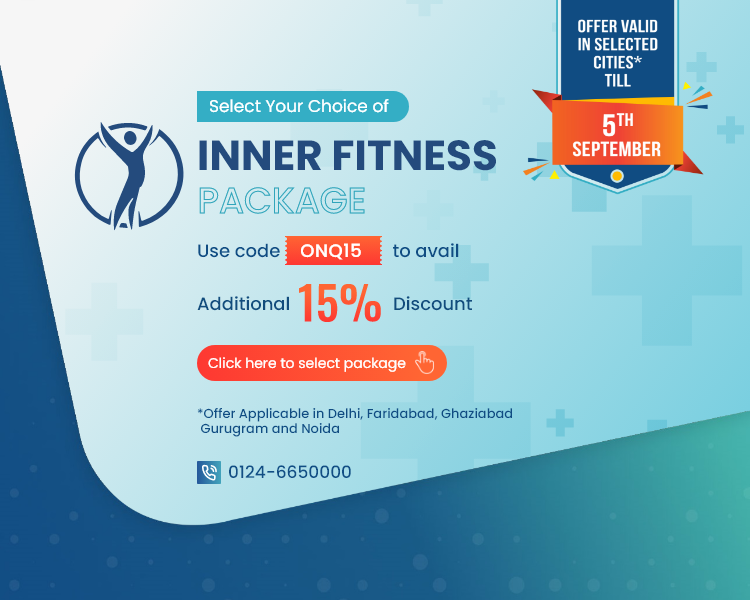 OFFER VALID
IN SELECTED
CITIES*
TILL
5TH
SEPTEMBER
Select Your Choice of
INNER FITNESS
PACKAGE
Use code ONQ15 to avail
Additional 15% Discount
Click here to select package
*Offer Applicable in Delhi, Faridabad, Ghaziabad
Gurugram and Noida
0124-6650000